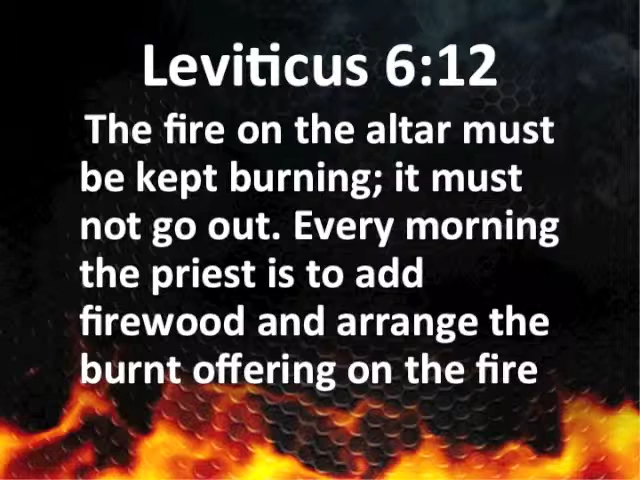 Leviticus 6:12
The fire on the altar must
be kept burning; it must
not go out. Every morning
the priest is to add
firewood and arrange the
burnt offering on the fire